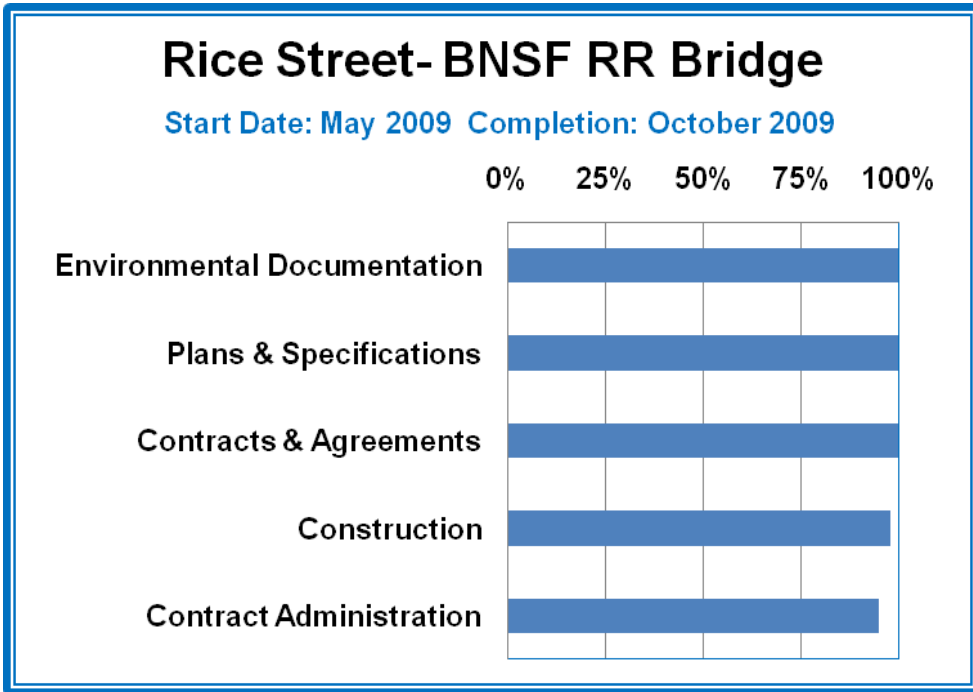 Rice Street- BNSF RR Bridge
Start Date: May 2009 Completion: October 2009
0% 25% 50% 75% 100%
Environmental Documentation
Plans & Specifications
Contracts & Agreements
Construction
Contract Administration